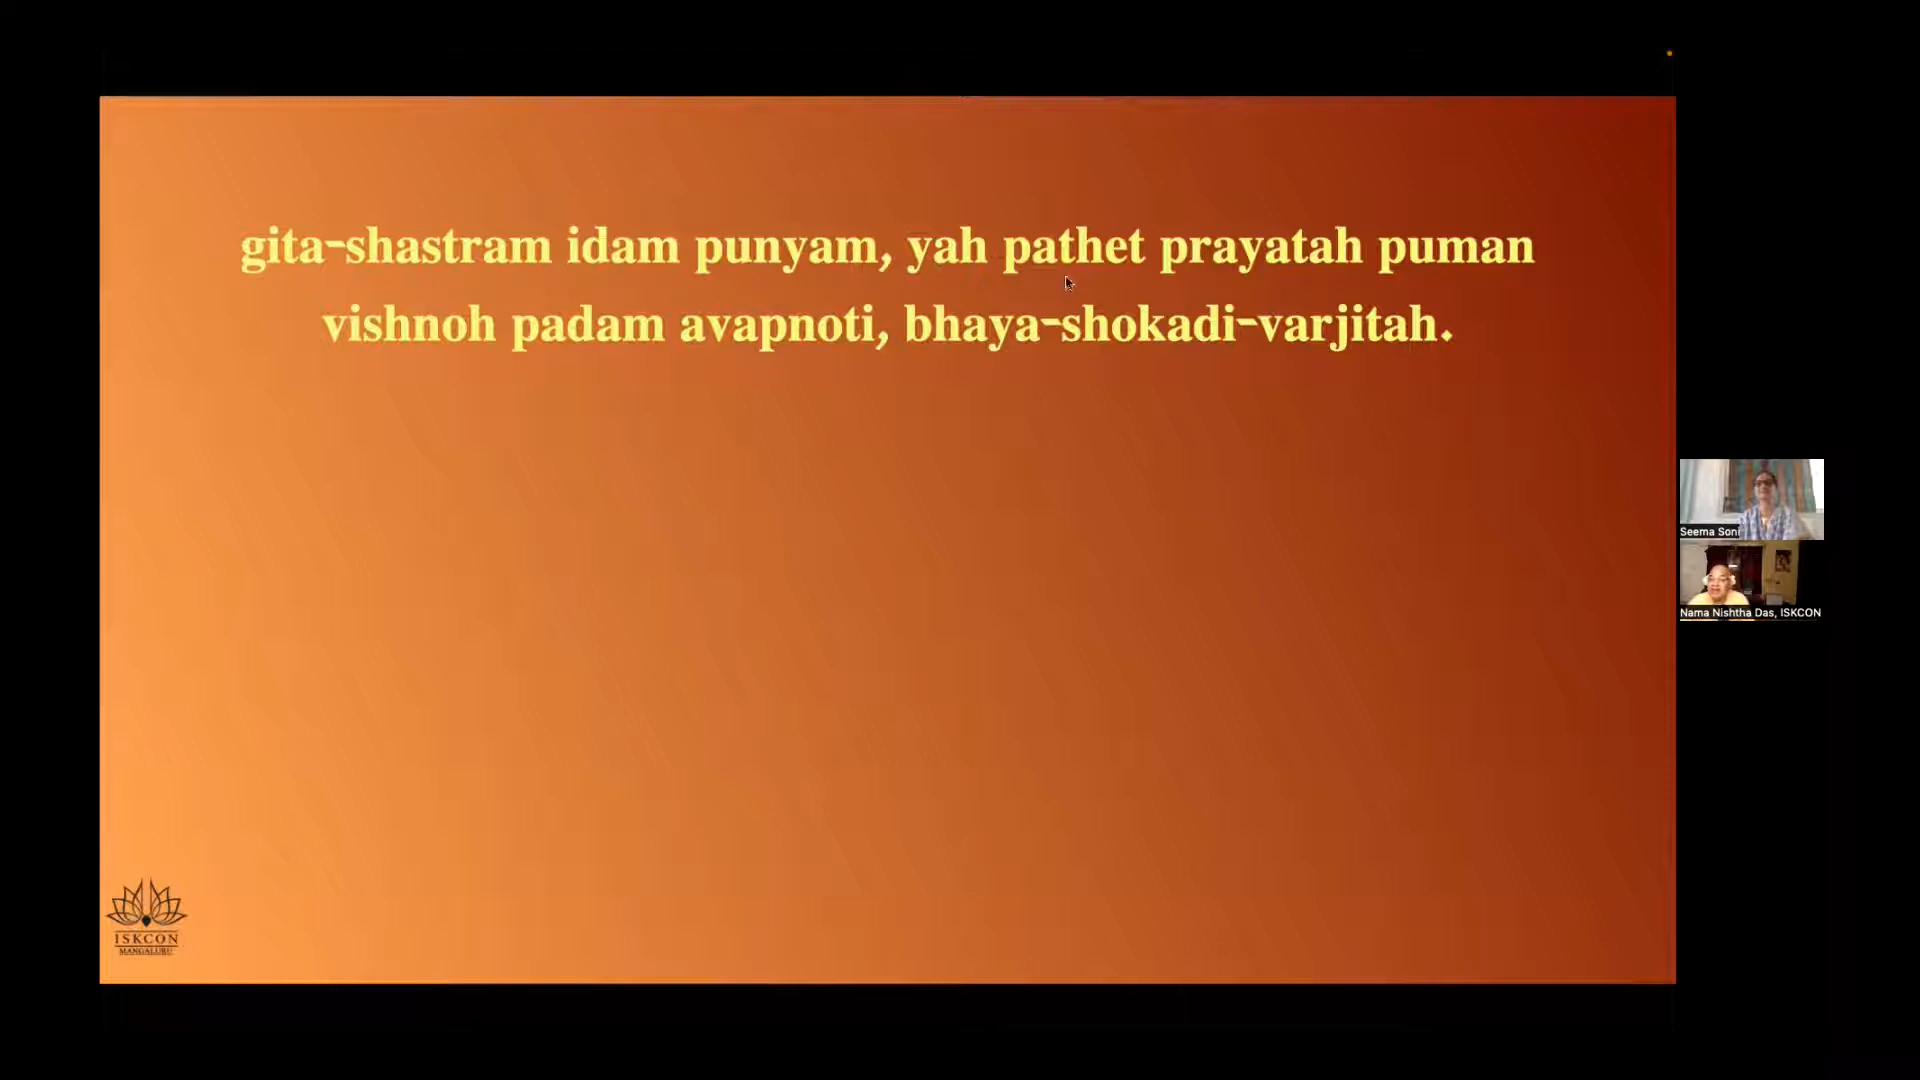 gita-shastram idam punyam, yah pathet prayatah puman
vishnoh padam avapnoti, bhaya-shokadi-varjitah.
Seema Soni
Nama Nishtha Das, ISKCON
ISKCON
MANGALURU